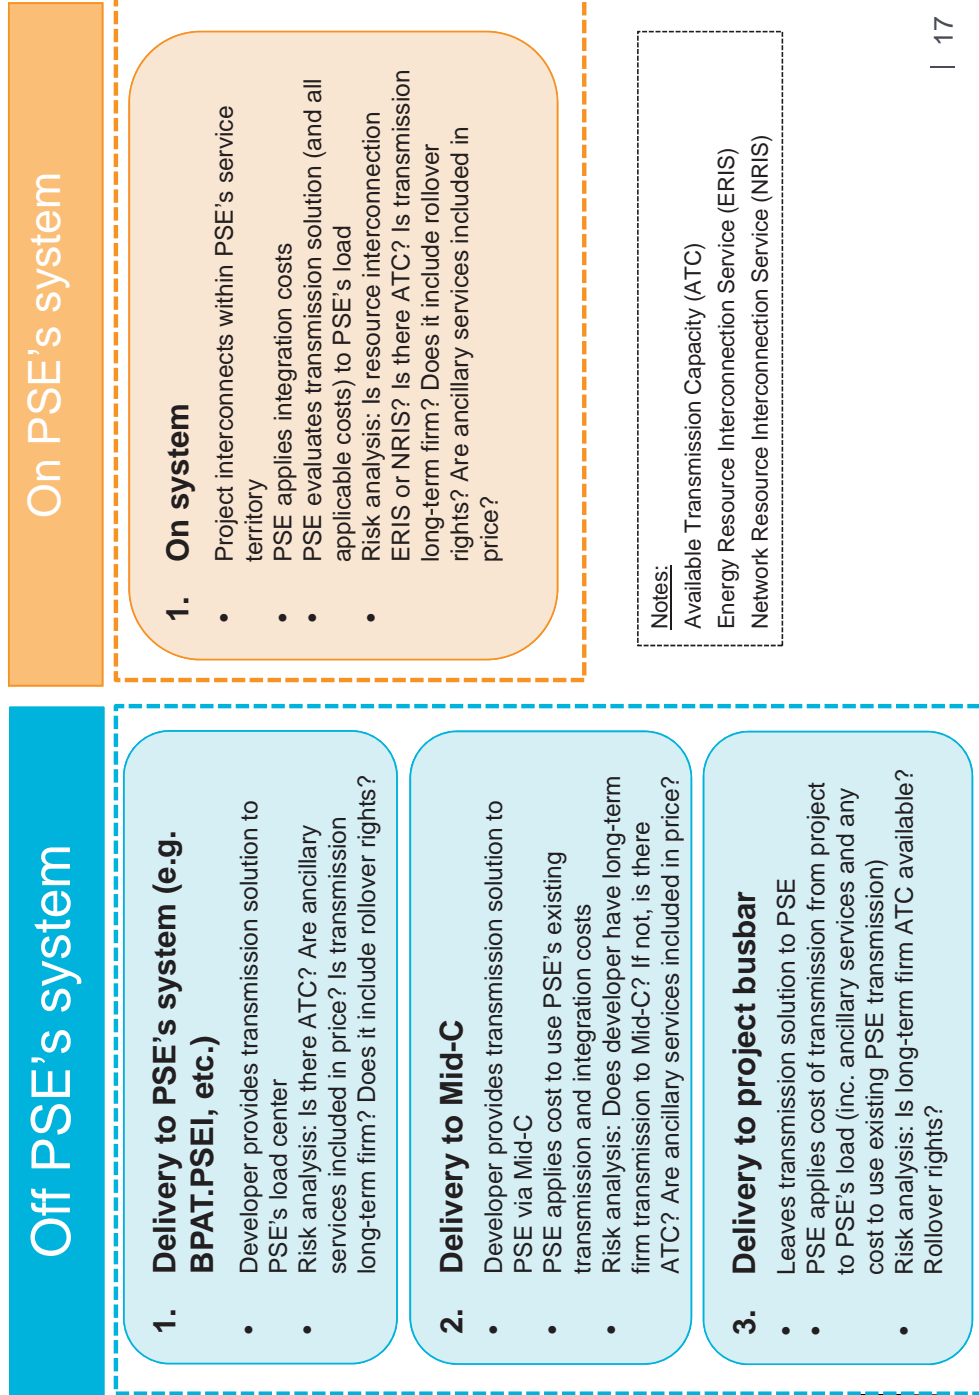 Off PSE’s system
1. Delivery to PSE’s system (e.g.
BPAT.PSEI, etc.)
• Developer provides transmission solution to
PSE’s load center
• Risk analysis: Is there ATC? Are ancillary
services included in price? Is transmission
long-term firm? Does it include rollover rights?
2. Delivery to Mid-C
• Developer provides transmission solution to
PSE via Mid-C
• PSE applies cost to use PSE’s existing
transmission and integration costs
• Risk analysis: Does developer have long-term
firm transmission to Mid-C? If not, is there
ATC? Are ancillary services included in price?
3. Delivery to project busbar
• Leaves transmission solution to PSE
• PSE applies cost of transmission from project
to PSE’s load (inc. ancillary services and any
cost to use existing PSE transmission)
• Risk analysis: Is long-term firm ATC available?
Rollover rights?
On PSE’s system
1. On system
• Project interconnects within PSE’s service
territory
• PSE applies integration costs
• PSE evaluates transmission solution (and all
applicable costs) to PSE’s load
• Risk analysis: Is resource interconnection
ERIS or NRIS? Is there ATC? Is transmission
long-term firm? Does it include rollover
rights? Are ancillary services included in
price?
Notes:
Available Transmission Capacity (ATC)
Energy Resource Interconnection Service (ERIS)
Network Resource Interconnection Service (NRIS)
| 17